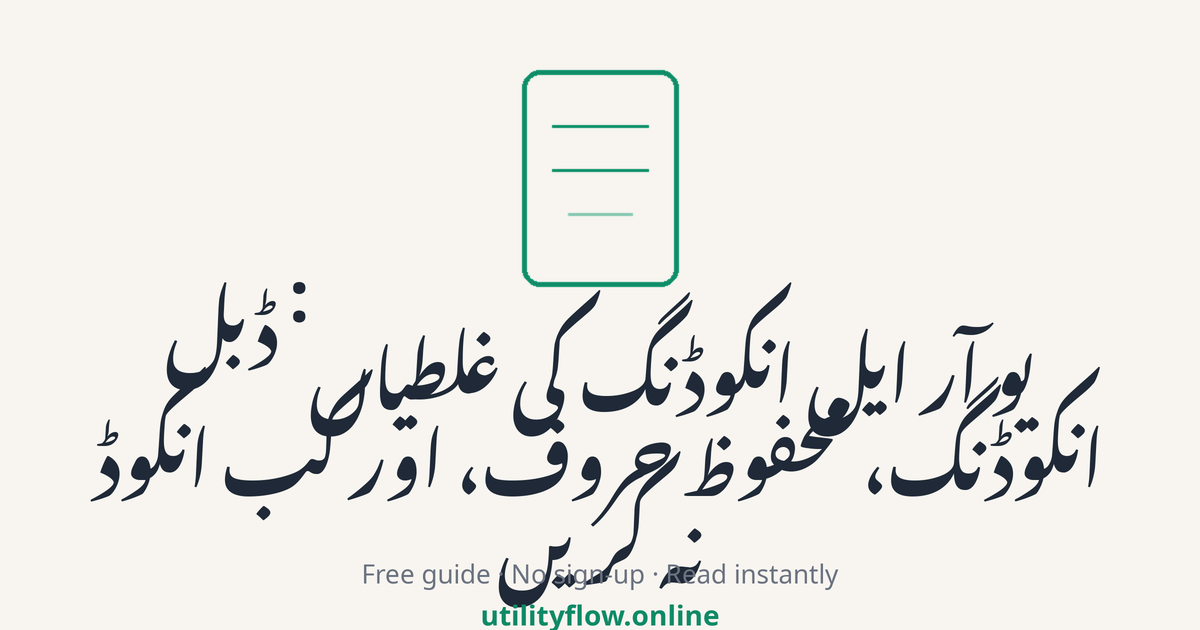 یو آر ایل انکوڈنگ کی غلطیاں: ڈبل
انکوڈنگ، محفوظ حروف، اور کب انکوڈ
نہ کریں
Free guide · No sign-up · Read instantly
utilityflow.online